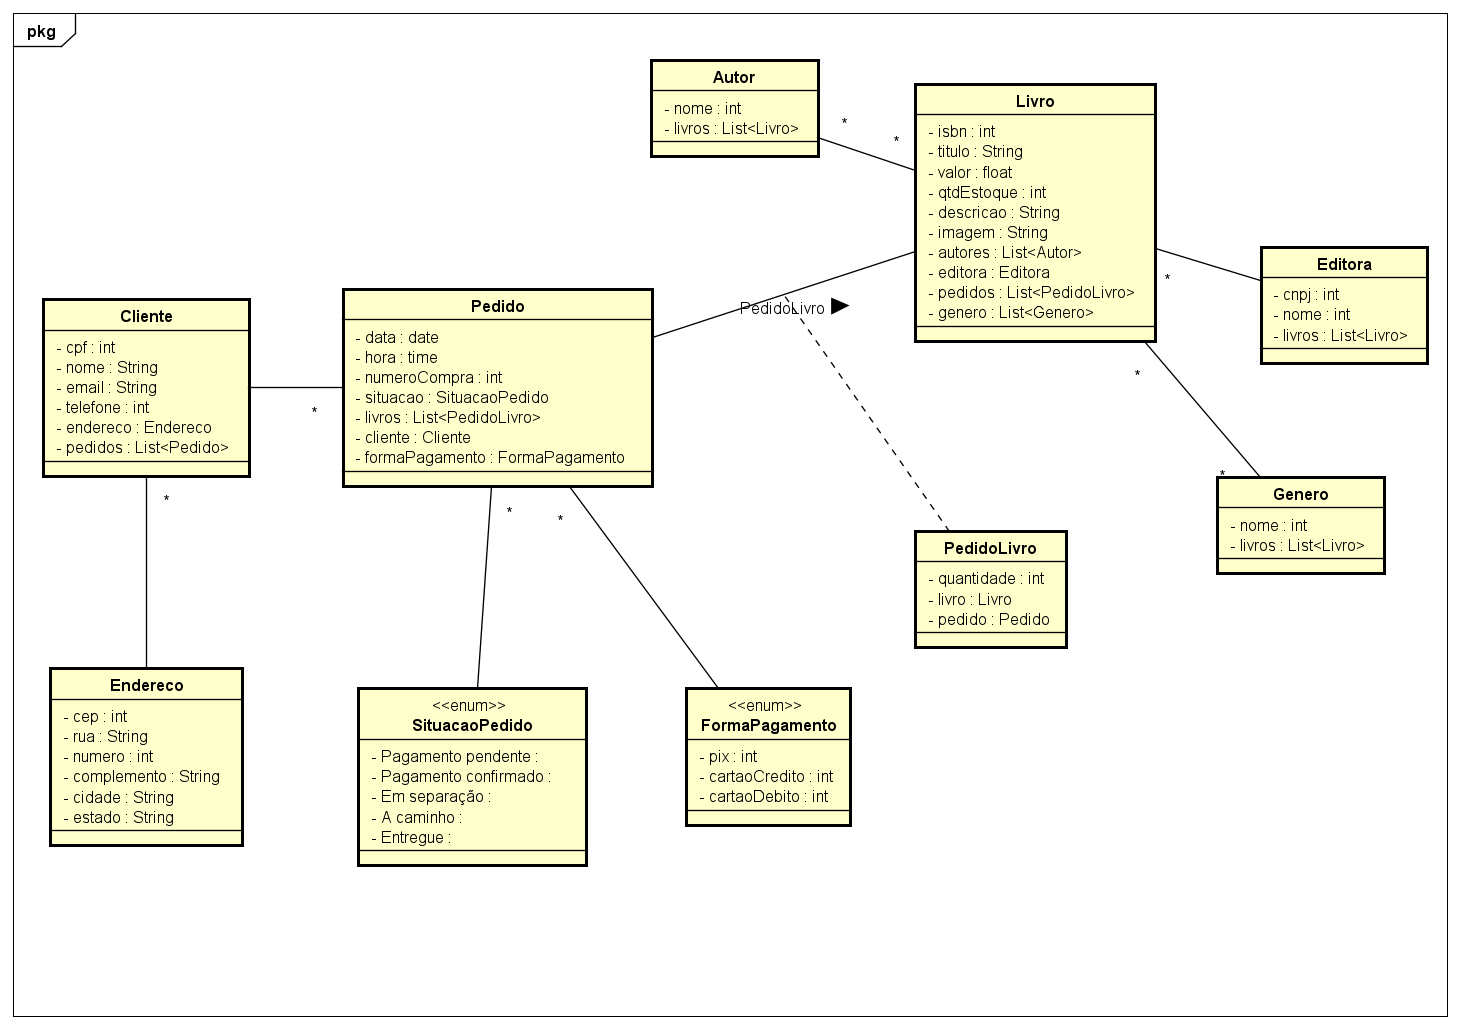 pkg
Autor
- nome : int
- livros : List<Livro>
*
*
Livro
- isbn : int
- titulo : String
- valor : float
- qtdEstoque : int
- descricao : String
- imagem : String
- autores : List<Autor>
- editora : Editora
- pedidos : List<PedidoLivro>
- genero : List<Genero>
*
Editora
- cnpj : int
- nome : int
- livros : List<Livro>
Cliente
- cpf : int
- nome : String
- email : String
- telefone : int
- endereco : Endereco
- pedidos : List<Pedido>
*
*
Pedido
- data : date
- hora : time
- numeroCompra : int
- situacao : SituacaoPedido
- livros : List<PedidoLivro>
- cliente : Cliente
- formaPagamento : FormaPagamento
*
*
PedidoLivro
*
*
Genero
- nome : int
- livros : List<Livro>
PedidoLivro
- quantidade : int
- livro : Livro
- pedido : Pedido
Endereco
- cep : int
- rua : String
- numero : int
- complemento : String
- cidade : String
- estado : String
<<enum>>
SituacaoPedido
- Pagamento pendente :
- Pagamento confirmado :
- Em separação :
- A caminho :
- Entregue :
<<enum>>
FormaPagamento
- pix : int
- cartaoCredito : int
- cartaoDebito : int